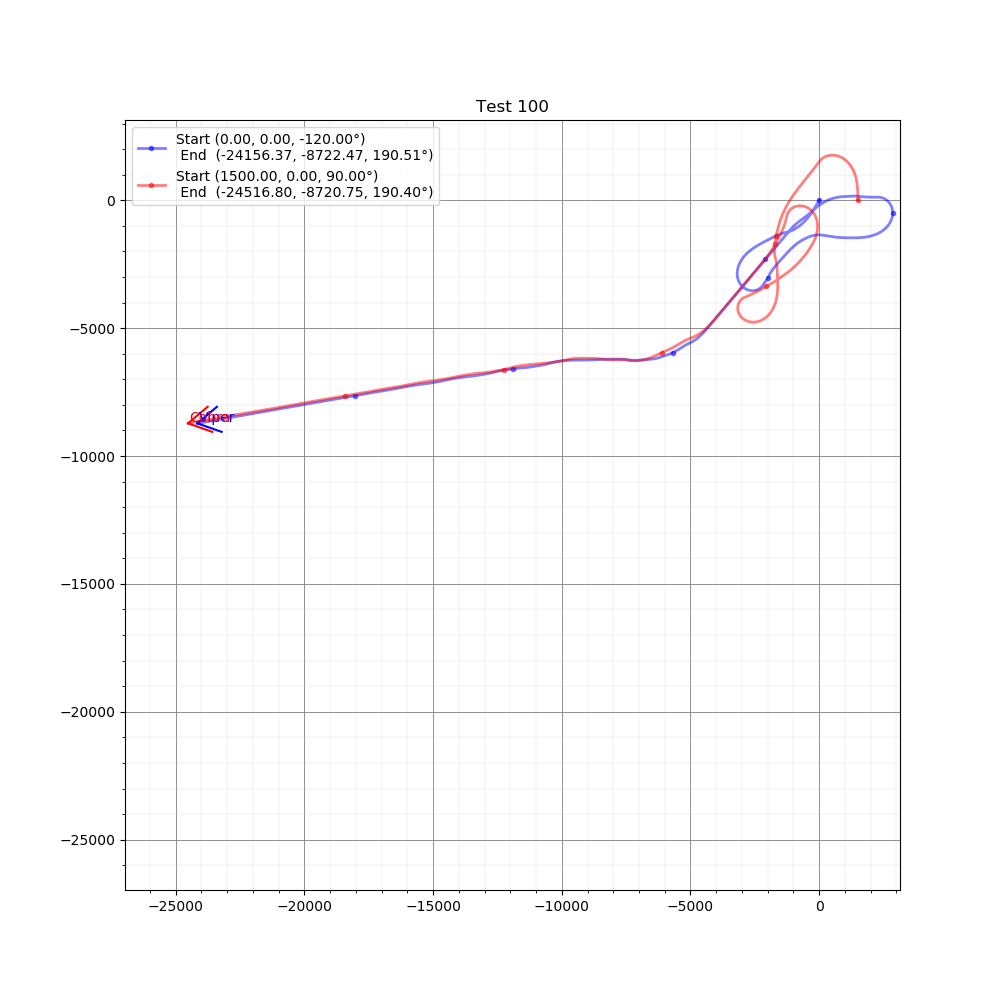 Test 100
Start (0.00, 0.00, -120.00°)
End (-24156.37, -8722.47, 190.51°)
Start (1500.00, 0.00, 90.00°)
End (-24516.80, -8720.75, 190.40°)
0
−5000
−10000
−15000
−20000
−25000
−25000 −20000 −15000 −10000 −5000 0